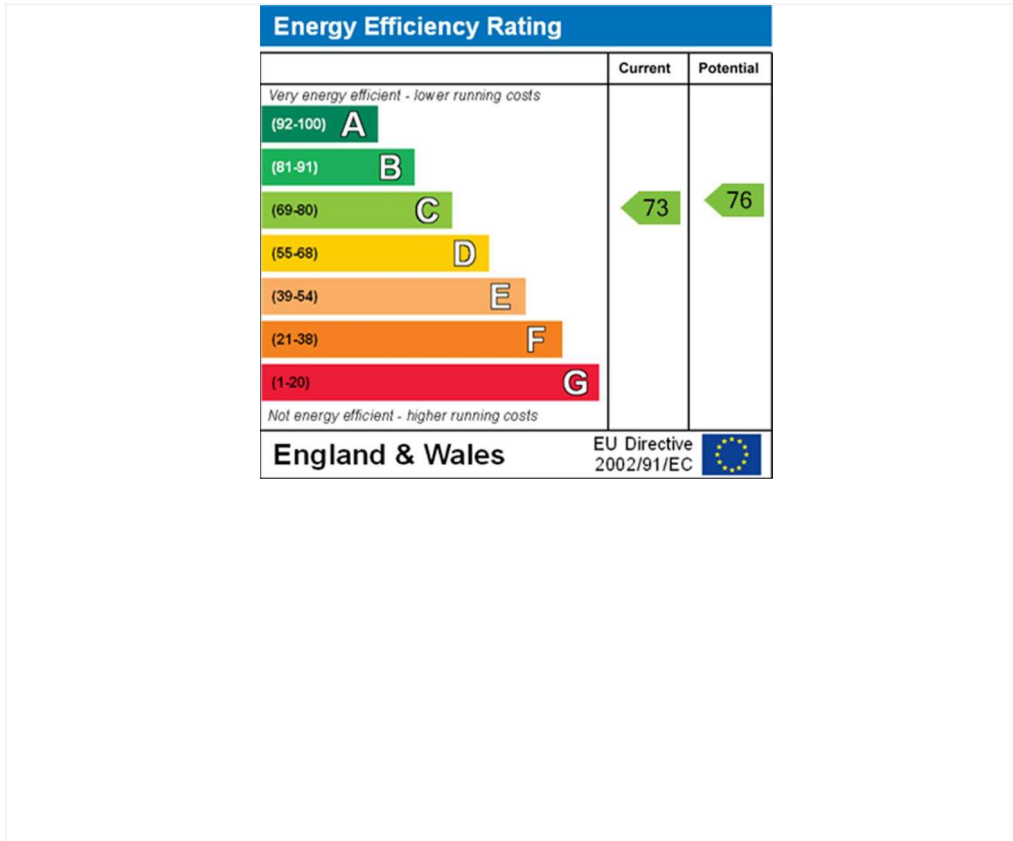 Energy Efficiency Rating
Current Potential
Very energy efficient - lower running costs
(92-100) A
(81-91) B
(69-80) C 73 76
(55-68) D
(39-54) E
(21-38) F
(1-20) G
Not energy efficient - higher running costs
England & Wales
EU Directive
2002/91/EC